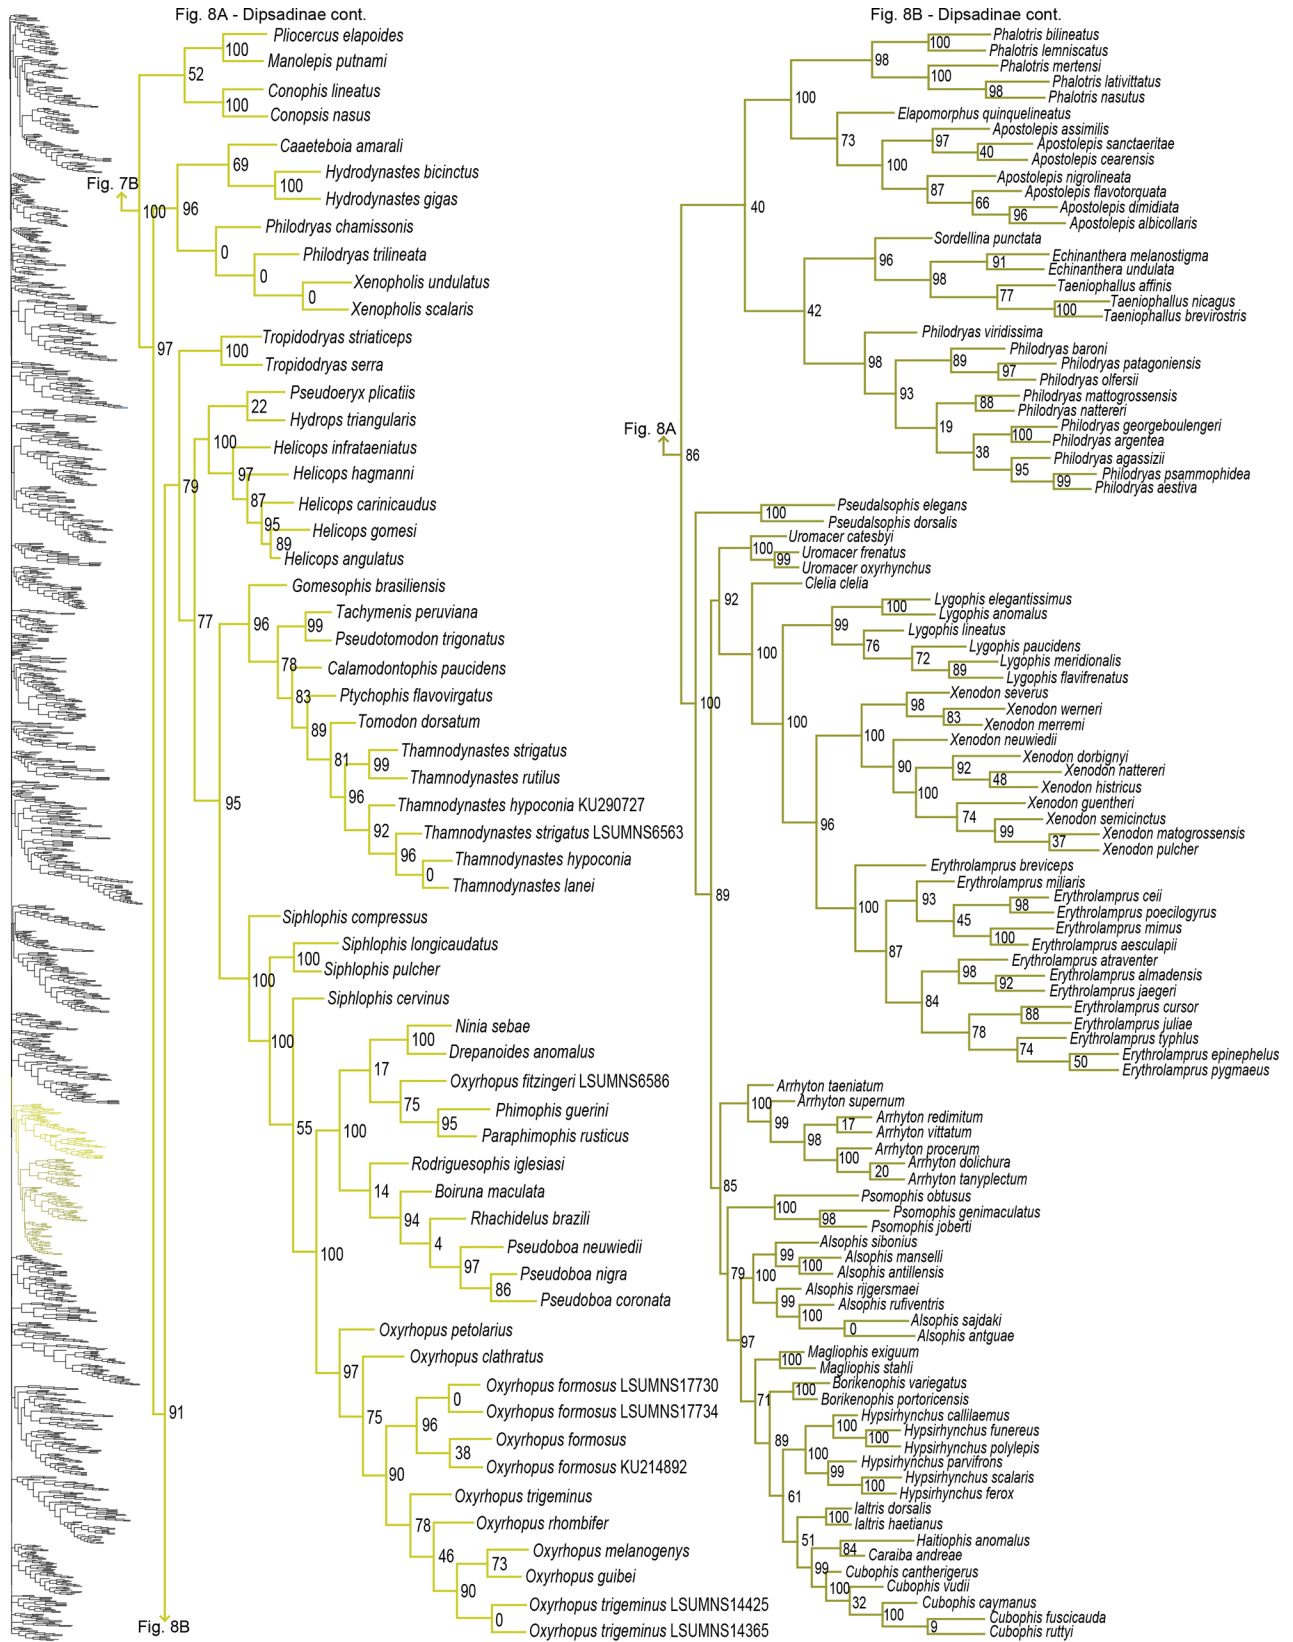 Fig. 8A - Dipsadinae cont.
Pliocercus elapoides
100
Manolepis putnami
52
Conophis lineatus
100
Conopsis nasus
Caaeteboia amarali
69
Hydrodynastes bicinctus
100
Hydrodynastes gigas
Fig. 7B
100
96
Philodryas chamissonis
0
Philodryas trilineata
0
Xenopholis undulatus
0
Xenopholis scalaris
97
Tropidodryas striaticeps
100
Tropidodryas serra
Pseudoeryx plicatiis
22
Hydrops triangularis
100
Helicops infrataeniatus
97
Helicops hagmanni
79
87
Helicops carinicaudus
95
Helicops gomesi
89
Helicops angulatus
Gomesophis brasiliensis
77
96
Tachymenis peruviana
99
Pseudotomodon trigonatus
78
Calamodontophis paucidens
83
Ptychophis flavovirgatus
89
Tomodon dorsatum
81
Thamnodynastes strigatus
99
Thamnodynastes rutilus
96
Thamnodynastes hypoconia KU290727
95
92
Thamnodynastes strigatus LSUMNS6563
96
Thamnodynastes hypoconia
0
Thamnodynastes lanei
Siphlophis compressus
100
Siphlophis longicaudatus
100
Siphlophis pulcher
100
Siphlophis cervinus
Ninia sebae
100
Drepanoides anomalus
17
Oxyrhopus fitzingeri LSUMNS6586
75
Phimophis guerini
95
Paraphimophis rusticus
55
100
Rodriguesophis iglesiasi
14
Boiruna maculata
94
Rhachidelus brazili
4
Pseudoboa neuwiedii
97
Pseudoboa nigra
86
Pseudoboa coronata
100
Oxyrhopus petolarius
97
Oxyrhopus clathratus
75
Oxyrhopus formosus LSUMNS17730
0
Oxyrhopus formosus LSUMNS17734
96
Oxyrhopus formosus
38
Oxyrhopus formosus KU214892
91
90
Oxyrhopus trigeminus
78
Oxyrhopus rhombifer
46
Oxyrhopus melanogenys
73
Oxyrhopus guibei
90
Oxyrhopus trigeminus LSUMNS14425
0
Oxyrhopus trigeminus LSUMNS14365
Fig. 8B
Fig. 8B - Dipsadinae cont.
Phalotris bilineatus
100
Phalotris lemniscatus
98
Phalotris mertensi
100
Phalotris lativittatus
98
Phalotris nasutus
100
Elapomorphus quinquelineatus
73
Apostolepis assimilis
97
Apostolepis sanctaeritae
40
Apostolepis cearensis
100
Apostolepis nigrolineata
87
Apostolepis flavotorquata
66
Apostolepis dimidiata
96
Apostolepis albicollaris
40
Sordellina punctata
96
Echinanthera melanostigma
91
Echinanthera undulata
98
Taeniophallus affinis
77
Taeniophallus nicagus
100
Taeniophallus brevirostris
42
Philodryas viridissima
98
Philodryas baroni
89
Philodryas patagoniensis
97
Philodryas olfersii
93
Philodryas mattogrossensis
88
Philodryas nattereri
19
Philodryas georgeboulengeri
100
Philodryas argentea
38
Philodryas agassizii
95
Philodryas psammophidea
99
Philodryas aestiva
Fig. 8A
86
Pseudalsophis elegans
100
Pseudalsophis dorsalis
Uromacer catesbyi
100
Uromacer frenatus
99
Uromacer oxyrhynchus
92
Clelia clelia
100
Lygophis elegantissimus
100
Lygophis anomalus
99
Lygophis lineatus
76
Lygophis paucidens
72
Lygophis meridionalis
89
Lygophis flavifrenatus
100
100
Xenodon severus
98
Xenodon werneri
83
Xenodon merremi
100
Xenodon neuwiedii
90
Xenodon dorbignyi
92
Xenodon nattereri
48
Xenodon histricus
100
Xenodon guentheri
74
Xenodon semicinctus
99
Xenodon matogrossensis
37
Xenodon pulcher
96
Erythrolamprus breviceps
100
Erythrolamprus miliaris
93
Erythrolamprus ceii
98
Erythrolamprus poecilogyrus
45
Erythrolamprus mimus
100
Erythrolamprus aesculapii
87
Erythrolamprus atraventer
98
Erythrolamprus almadensis
92
Erythrolamprus jaegeri
84
Erythrolamprus cursor
88
Erythrolamprus juliae
78
Erythrolamprus typhlus
74
Erythrolamprus epinephelus
50
Erythrolamprus pygmaeus
89
Arrhyton taeniatum
100
Arrhyton supernum
99
Arrhyton redimitum
17
Arrhyton vittatum
98
Arrhyton procerum
100
Arrhyton dolichura
20
Arrhyton tanyplectum
85
Psomophis obtusus
100
Psomophis genimaculatus
98
Psomophis joberti
79
Alsophis sibonius
99
Alsophis manselli
100
Alsophis antillensis
100
Alsophis rijgersmaei
99
Alsophis rufiventris
100
Alsophis sajdaki
0
Alsophis antguae
97
Magliophis exiguum
100
Magliophis stahli
71
Borikenophis variegatus
100
Borikenophis portoricensis
89
Hypsirhynchus callilaemus
100
Hypsirhynchus funereus
100
Hypsirhynchus polylepis
100
Hypsirhynchus parvifrons
99
Hypsirhynchus scalaris
100
Hypsirhynchus ferox
61
Ialtris dorsalis
100
Ialtris haetianus
51
Haitiophis anomalus
84
Caraiba andreae
99
Cubophis cantherigerus
100
Cubophis vudii
32
Cubophis caymanus
100
Cubophis fuscicauda
9
Cubophis ruttyi